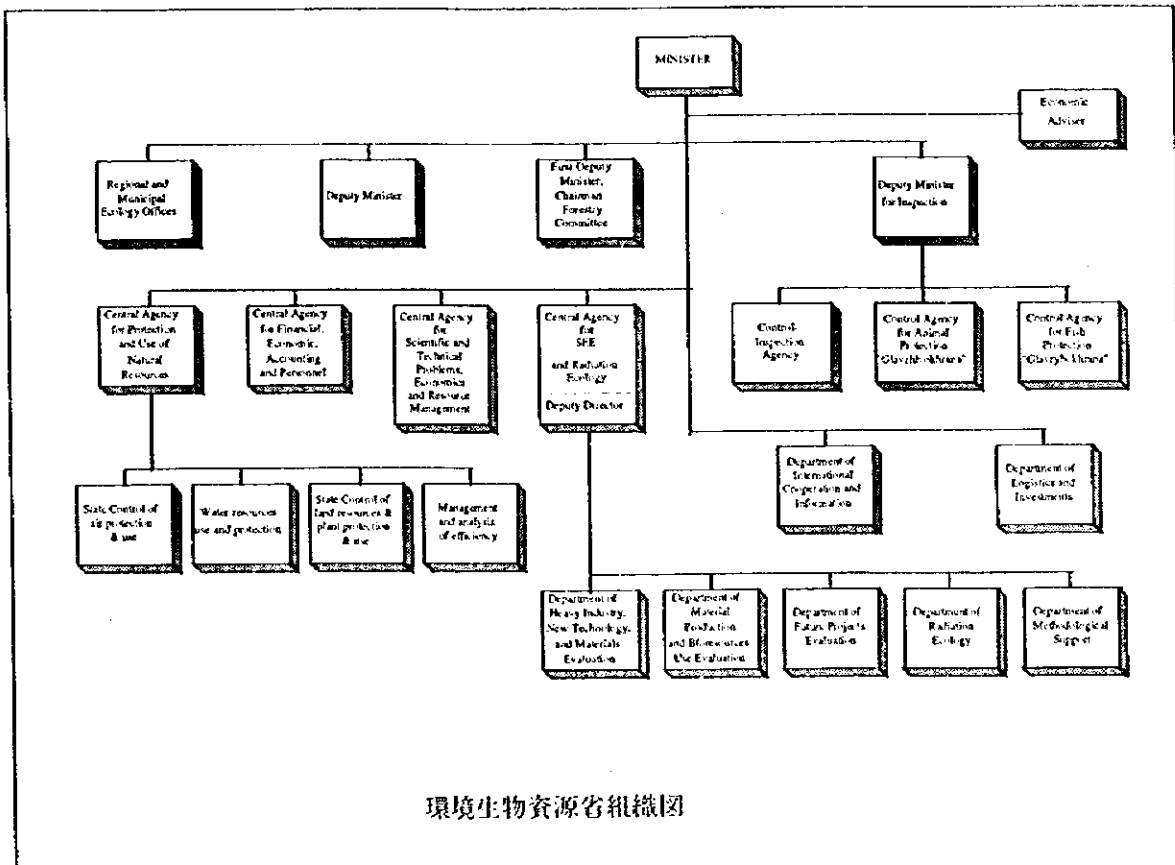 MINISTER
Economic
Adviser
Regional and
Municipal
Ecology Offices
Deputy Minister
First Deputy
Minister,
Chairman
Forestry
Committee
Deputy Minister
for Inspection
Central Agency
for Protection
and Use of
Natural
Resources
Central Agency
for Financial,
Economic,
Accounting
and Personnel
Central Agency
for
Scientific and
Technical
Problems,
Economics
and Resource
Management
Central Agency
for
SEE
and Radiation
Ecology
Deputy Director
Control-
Inspection
Agency
Control Agency
for Animal
Protection
Control Agency
for Fish
Protection
Department of
International
Cooperation and
Information
Department of
Logistics and
Investments
State Control of
air protection
& use
Water resources
use and protection
State Control of
land resources &
plant protection
& use
Management
and analysis
of efficiency
Department of
Heavy Industry,
New Technology,
and Materials
Evaluation
Department of
Material
Production
and Bioresources
Use Evaluation
Department of
Future Projects
Evaluation
Department of
Radiation
Ecology
Department of
Methodological
Support
環境生物資源省組織図